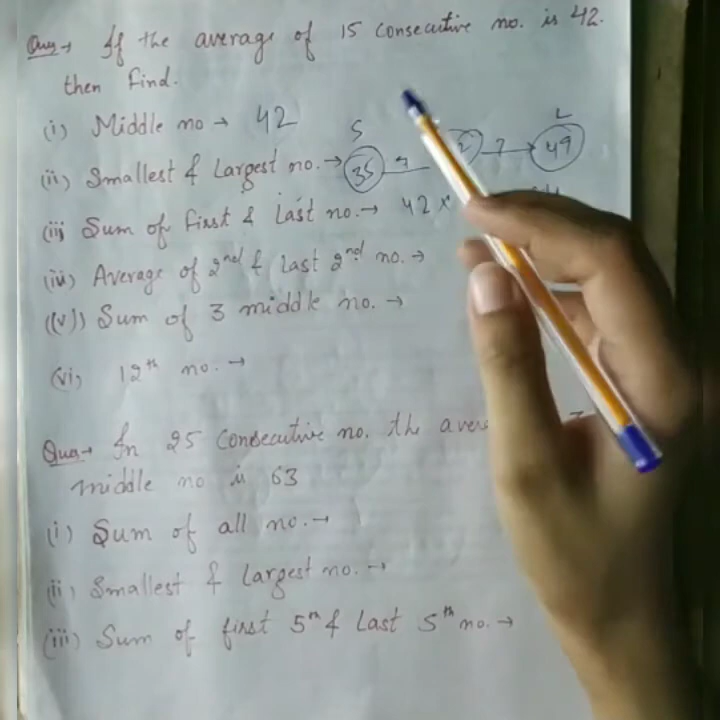 Ques→ If the average of 15 consecutive no. is 42.
then find.
(i) Middle no → 42
S L
(ii) Smallest & Largest no. → 35 7 7 49
(iii) Sum of first & Last no. → 42 ×
(iv) Average of 2nd & last 2nd no. →
(v) Sum of 3 middle no. →
(vi) 12th no. →
Ques→ In 25 Consecutive no. the
middle no is 63
(i) Sum of all no. →
(ii) Smallest & Largest no. →
(iii) Sum of first 5th & Last 5th no. →